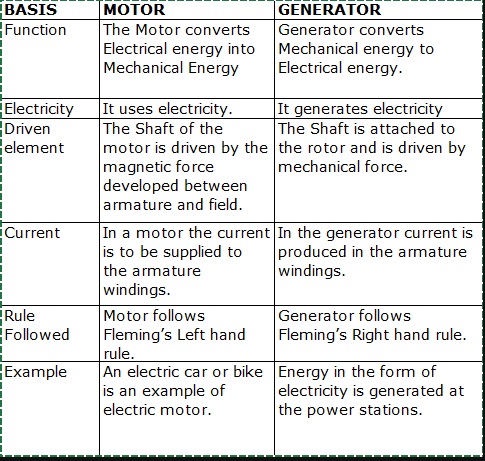 BASIS MOTOR GENERATOR
Function The Motor converts Generator converts
Electrical energy into Mechanical energy to
Mechanical Energy Electrical energy.
Electricity It uses electricity. It generates electricity
Driven The Shaft of the The Shaft is attached to
element motor is driven by the the rotor and is driven by
magnetic force mechanical force.
developed between
armature and field.
Current In a motor the current In the generator current is
is to be supplied to produced in the armature
the armature windings.
windings.
Rule Motor follows Generator follows
Followed Fleming’s Left hand Fleming’s Right hand rule.
rule.
Example An electric car or bike Energy in the form of
is an example of electricity is generated at
electric motor. the power stations.